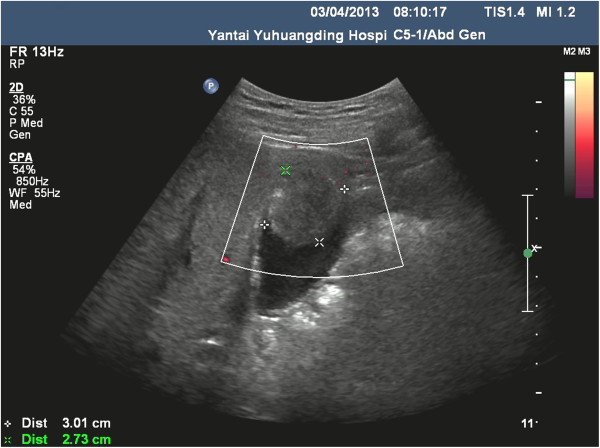 03/04/2013 08:10:17 TIS1.4 MI 1.2
Yantai Yuhuangding Hospi C5-1/Abd Gen
FR 13Hz
RP
M2 M3
P
2D
36%
C 55
P Med
Gen
CPA
54%
850Hz
WF 55Hz
Med
x
11
Dist 3.01 cm
Dist 2.73 cm